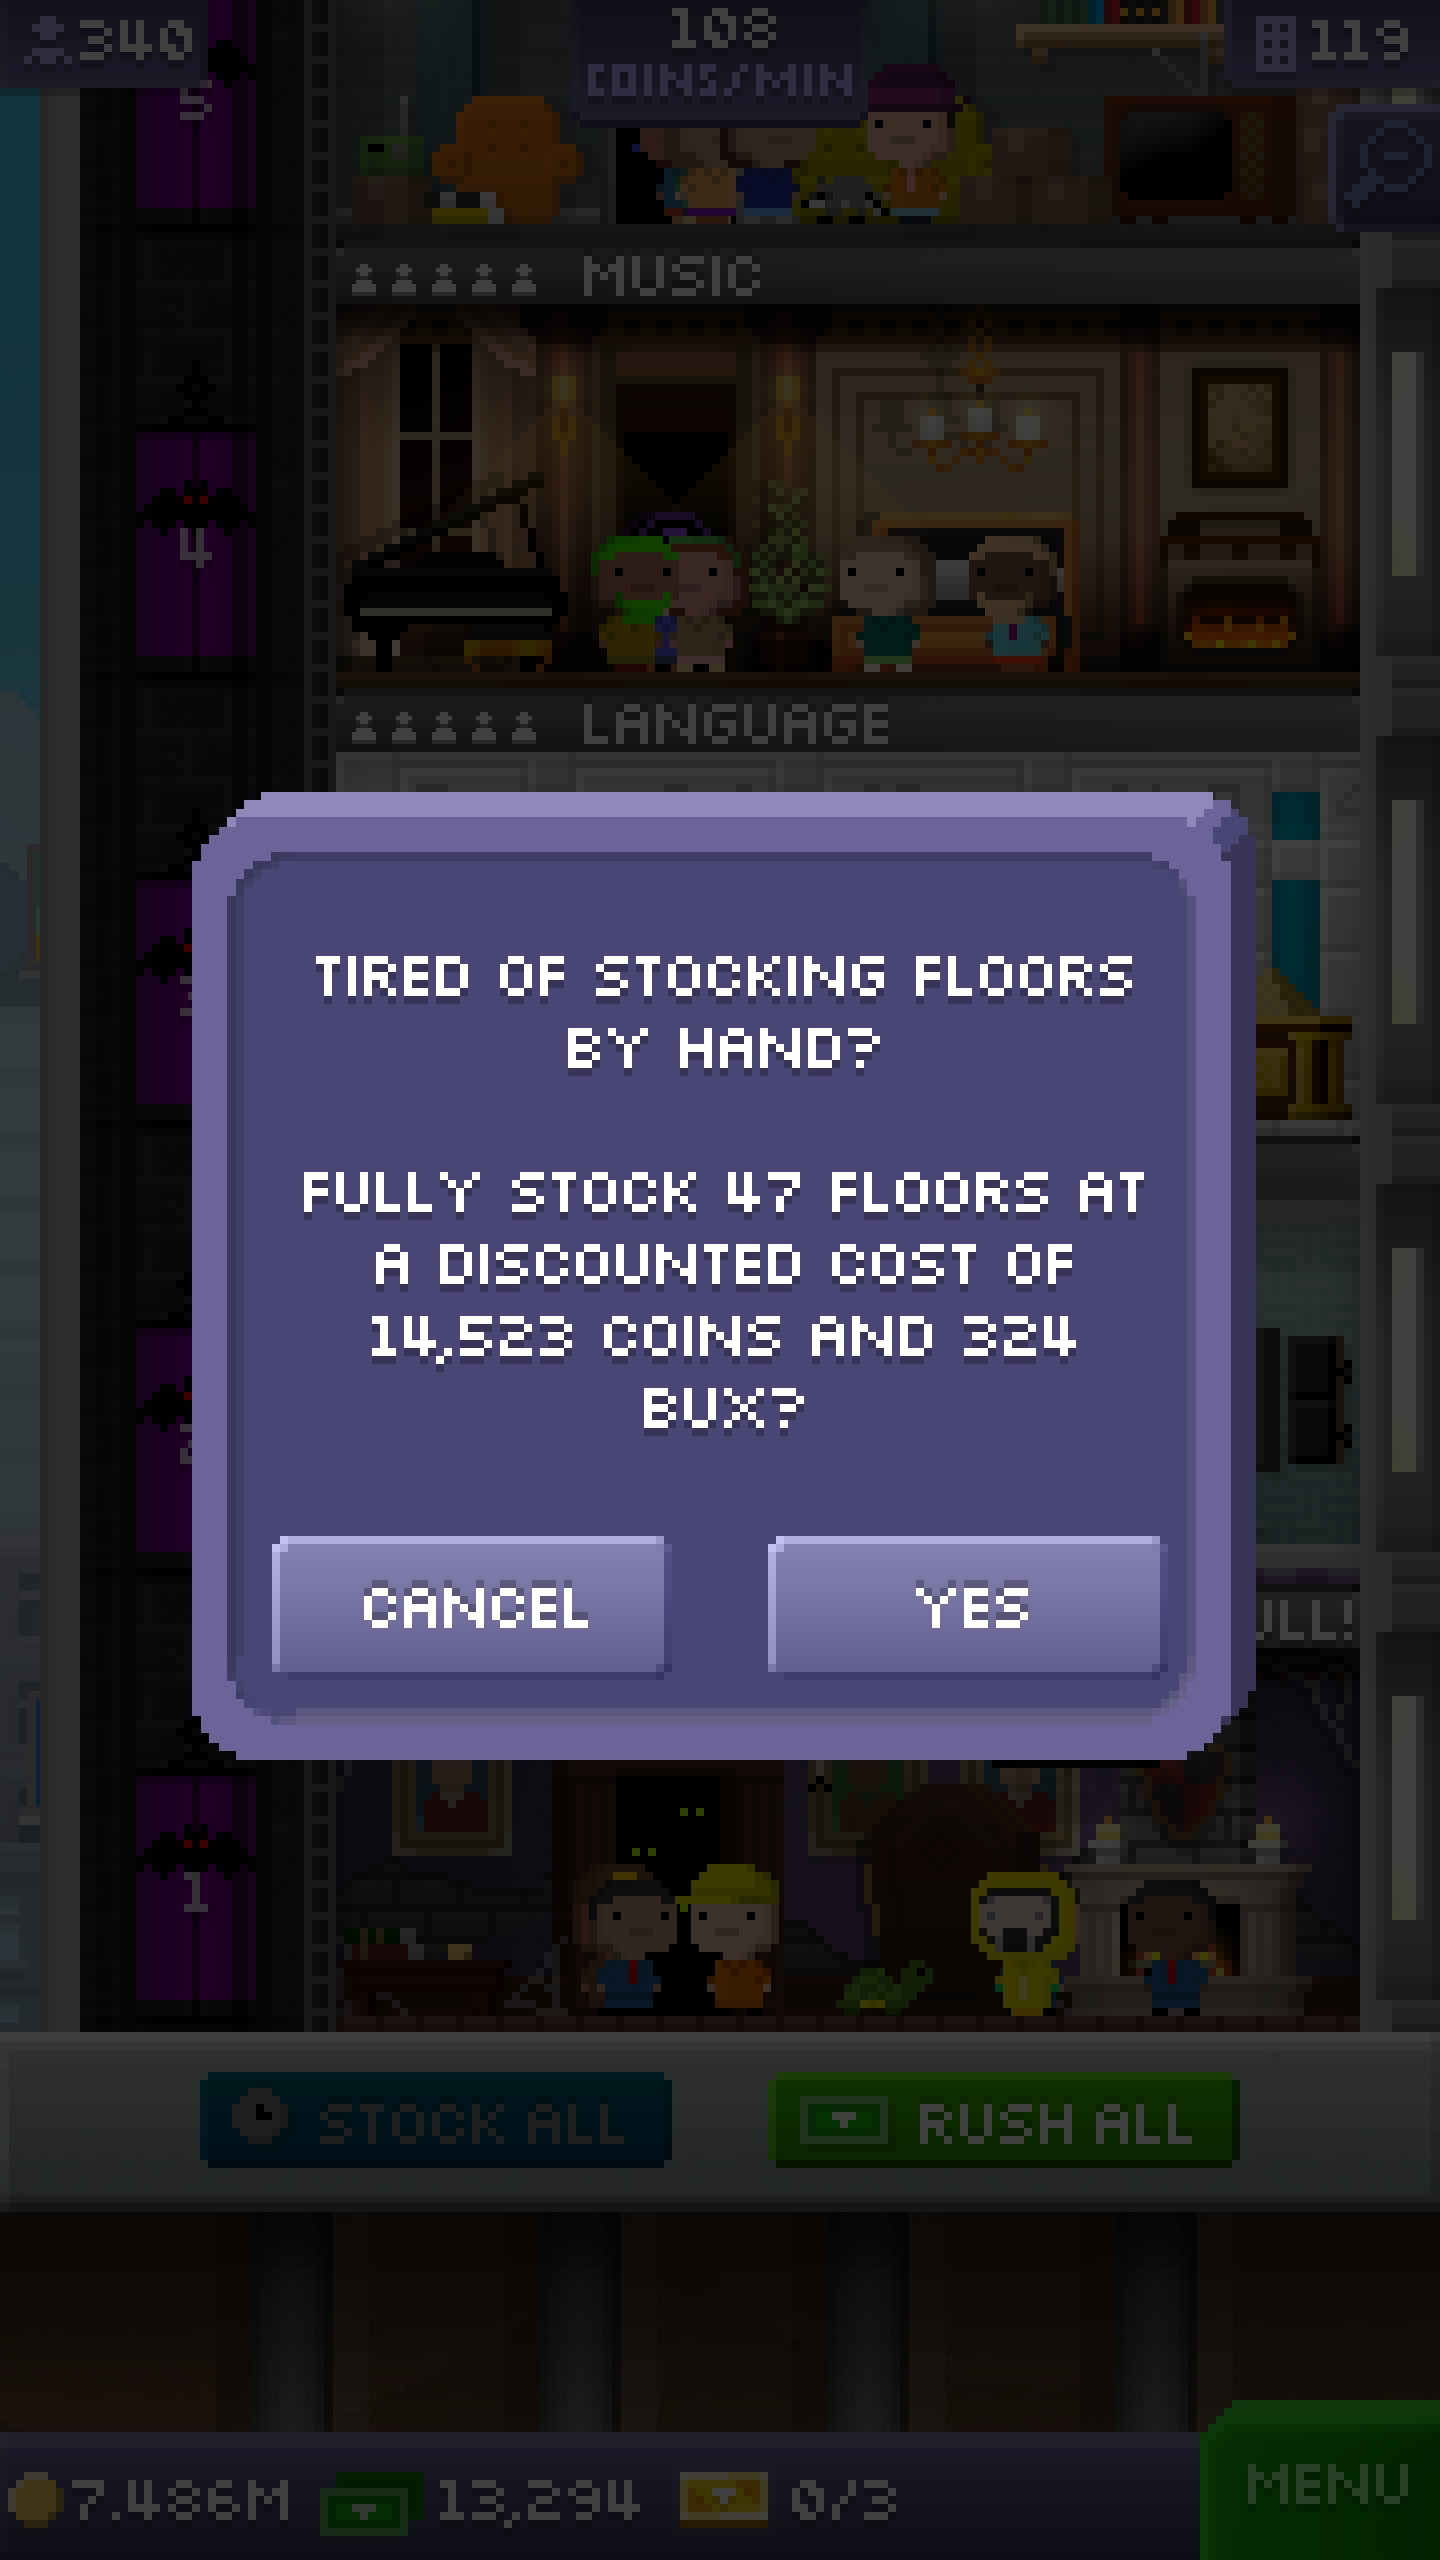 340
108
COINS/MIN
119
5
MUSIC
4
LANGUAGE
TIRED OF STOCKING FLOORS
BY HAND?
FULLY STOCK 47 FLOORS AT
A DISCOUNTED COST OF
14,523 COINS AND 324
BUX?
CANCEL
YES
1
STOCK ALL
RUSH ALL
7.486M
13,294
0/3
MENU